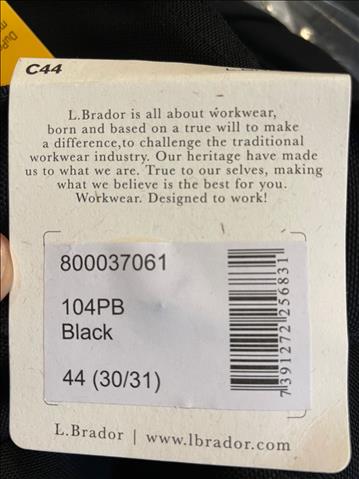 DuPo
C44
L.Brador is all about workwear,
born and based on a true will to make
a difference,to challenge the traditional
workwear industry. Our heritage have made
us to what we are. True to our selves, making
what we believe is the best for you.
Workwear. Designed to work!
800037061
104PB
Black
44 (30/31)
7391272256831
L.Brador | www.lbrador.com